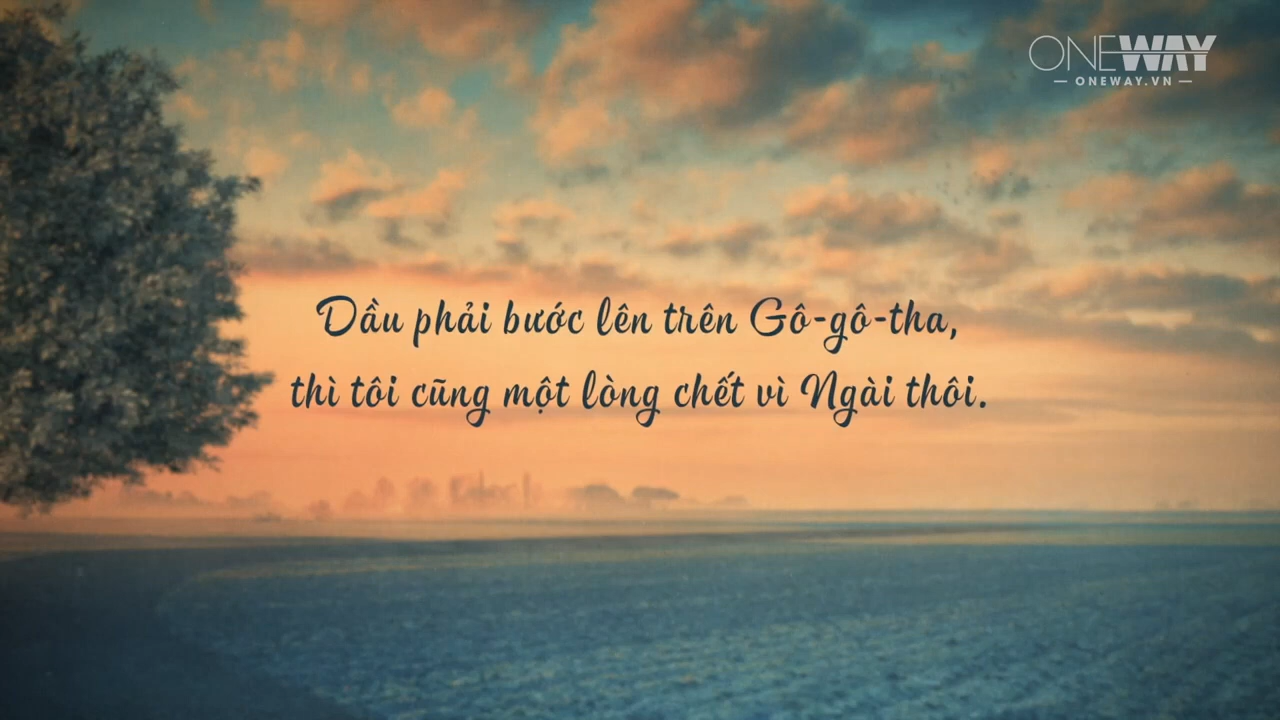 ONEWAY
ONEWAY.VN
Dầu phải bước lên trên Gô-gô-tha,
thì tôi cũng một lòng chết vì Ngài thôi.